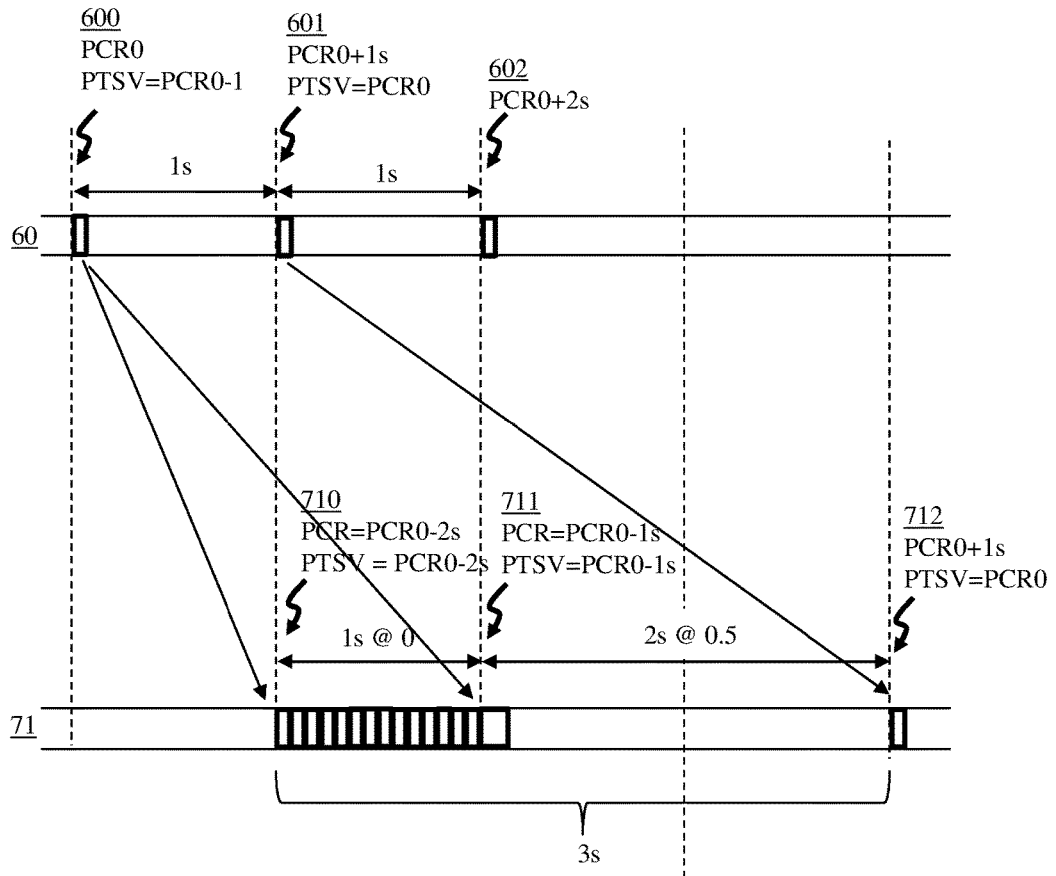 600
PCR0
PTSV=PCR0-1
601
PCR0+1s
PTSV=PCR0
602
PCR0+2s
1s
1s
60
710
PCR=PCR0-2s
PTSV = PCR0-2s
711
PCR=PCR0-1s
PTSV=PCR0-1s
712
PCR0+1s
PTSV=PCR0
1s @ 0
2s @ 0.5
71
3s